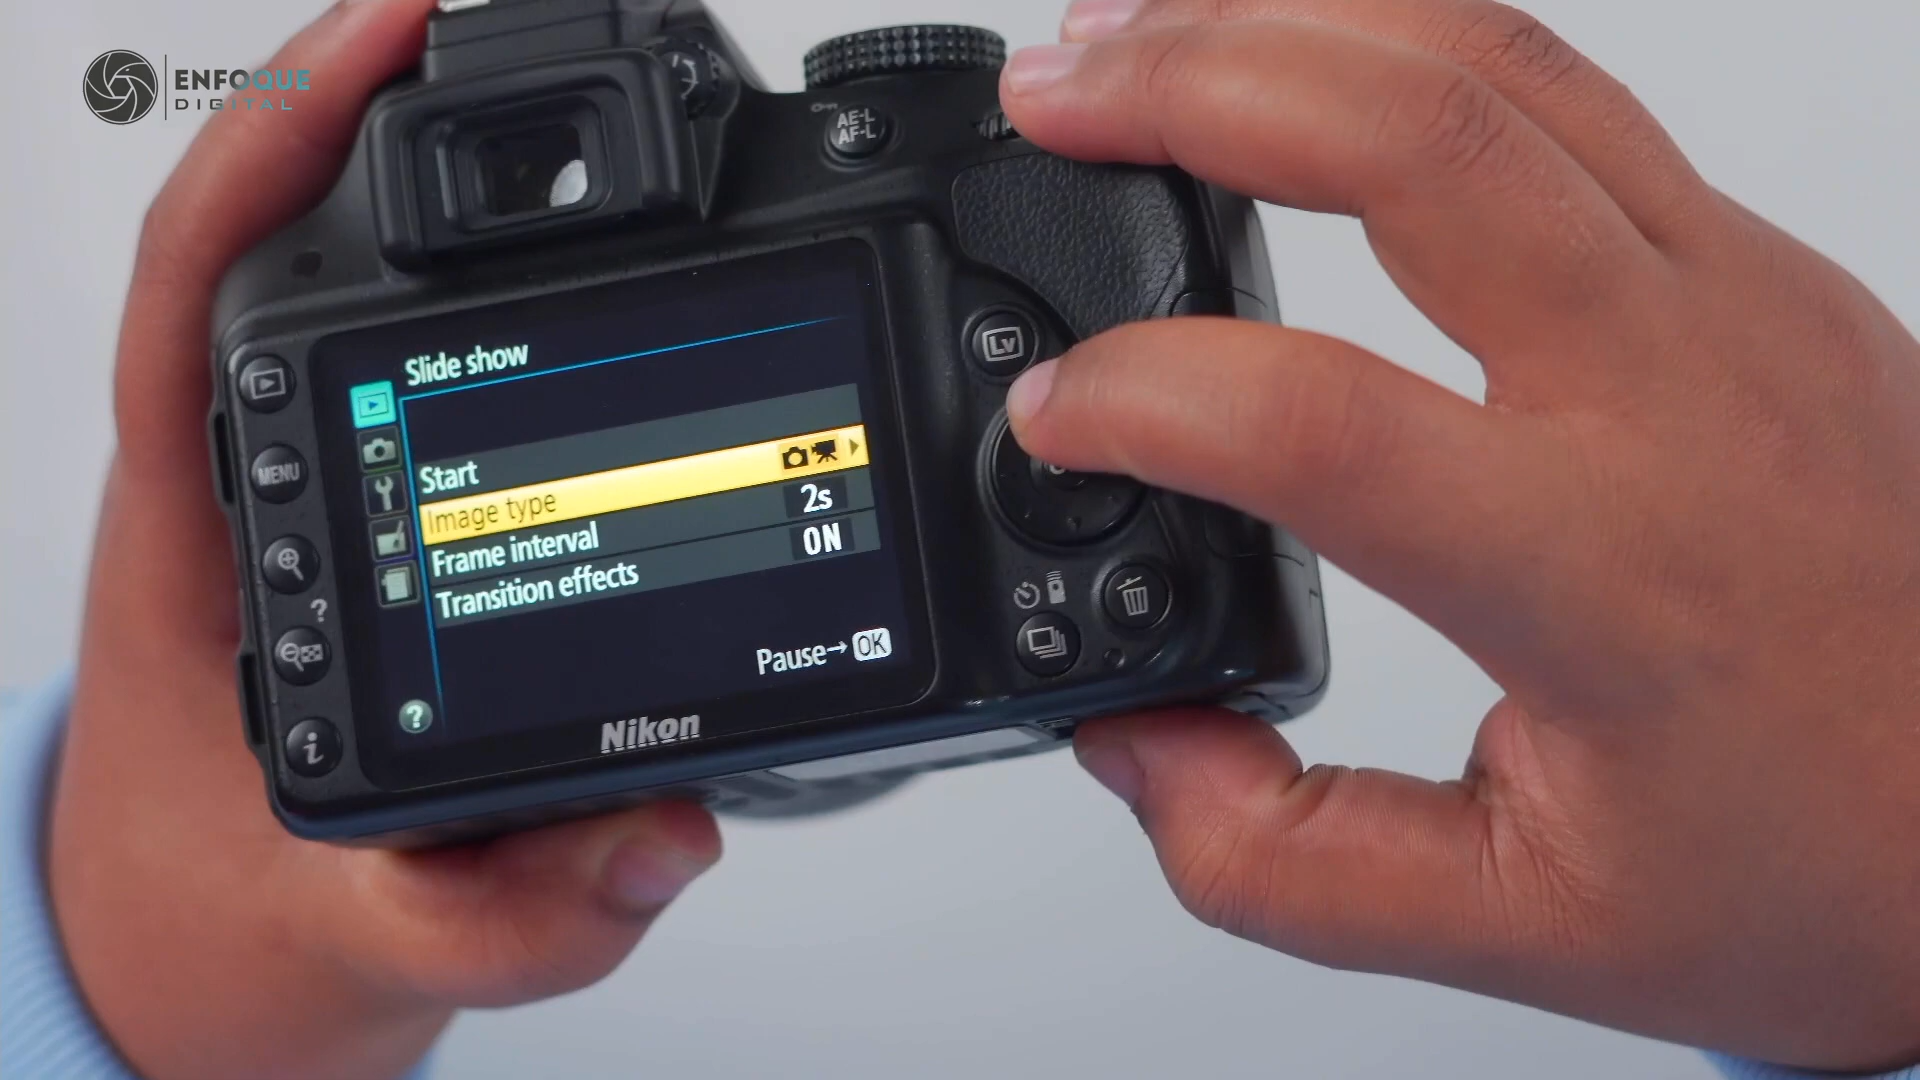 ENFOQUE
DIGITAL
AE-L
AF-L
Lv
Slide show
MENU
Start
Image type
Frame interval 2s
Transition effects ON
?
Pause→OK
?
i
Nikon